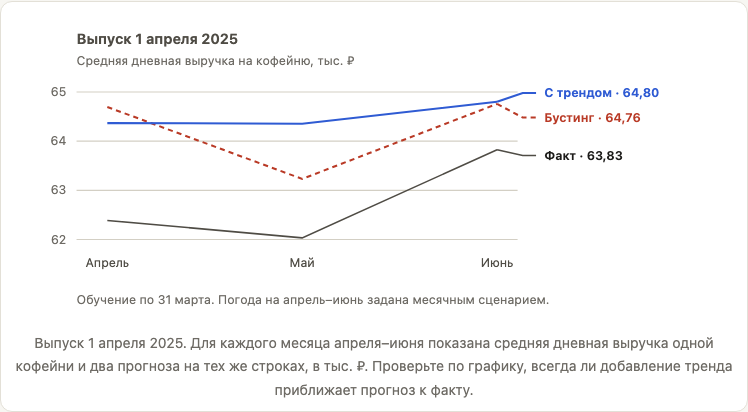 Выпуск 1 апреля 2025
Средняя дневная выручка на кофейню, тыс. ₽
65
64
63
62
С трендом · 64,80
Бустинг · 64,76
Факт · 63,83
Апрель
Май
Июнь
Обучение по 31 марта. Погода на апрель–июнь задана месячным сценарием.
Выпуск 1 апреля 2025. Для каждого месяца апреля–июня показана средняя дневная выручка одной
кофейни и два прогноза на тех же строках, в тыс. ₽. Проверьте по графику, всегда ли добавление тренда
приближает прогноз к факту.